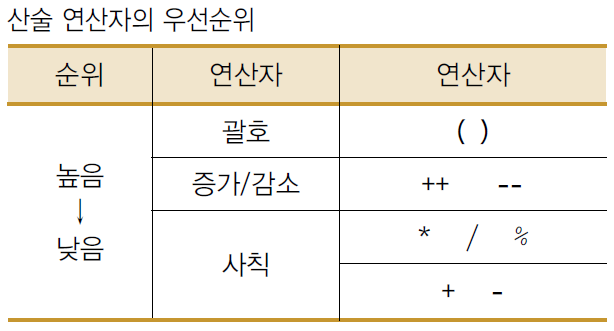 산술 연산자의 우선순위
순위 연산자 연산자
괄호 ( )
높음 증가/감소 ++ --
↓
낮음 사칙 * / %
+ -